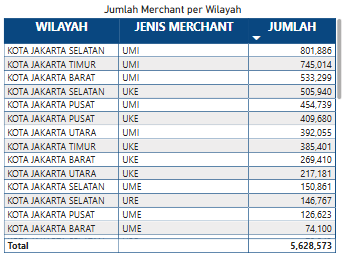 Jumlah Merchant per Wilayah
WILAYAH JENIS MERCHANT JUMLAH
KOTA JAKARTA SELATAN UMI 801,886
KOTA JAKARTA TIMUR UMI 745,014
KOTA JAKARTA BARAT UMI 533,299
KOTA JAKARTA SELATAN UKE 505,940
KOTA JAKARTA PUSAT UMI 454,739
KOTA JAKARTA PUSAT UKE 409,680
KOTA JAKARTA UTARA UMI 392,055
KOTA JAKARTA TIMUR UKE 385,401
KOTA JAKARTA BARAT UKE 269,410
KOTA JAKARTA UTARA UKE 217,181
KOTA JAKARTA SELATAN UME 150,861
KOTA JAKARTA SELATAN URE 146,767
KOTA JAKARTA PUSAT UME 126,623
KOTA JAKARTA BARAT UME 74,100
Total 5,628,573